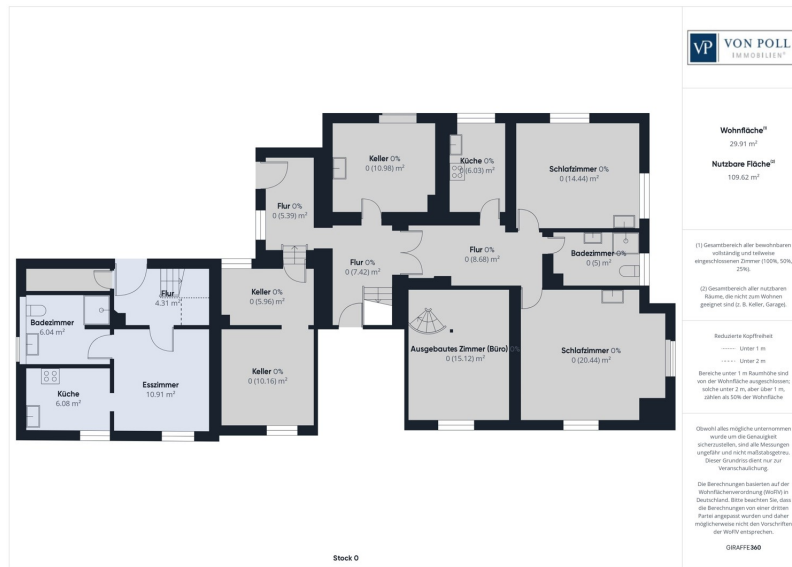 VP VON POLL
IMMOBILIEN®
Wohnfläche⁽¹⁾
29.91 m²
Nutzbare Fläche⁽²⁾
109.62 m²
(1) Gesamtbereich aller bewohnbaren
vollständig und teilweise
eingeschlossenen Zimmer (100%, 50%,
25%).
(2) Gesamtbereich aller nutzbaren
Räume, die nicht zum Wohnen
geeignet sind (z. B. Keller, Garage).
Reduzierte Kopffreiheit
Unter 1 m
Unter 2 m
Bereiche unter 1 m Raumhöhe sind
von der Wohnfläche ausgeschlossen;
solche unter 2 m, aber über 1 m,
zählen als 50% der Wohnfläche
Obwohl alles mögliche unternommen
wurde um die Genauigkeit
sicherzustellen, sind alle Messungen
ungefähr und nicht maßstabsgetreu.
Dieser Grundriss dient nur zur
Veranschaulichung.
Die Berechnungen basierten auf der
Wohnflächenverordnung (WoFlV) in
Deutschland. Bitte beachten Sie, dass
die Berechnungen von einer dritten
Partei angepasst wurden und daher
möglicherweise nicht den Vorschriften
der WoFlV entsprechen.
GIRAFFE360
Keller 0%
0 (10.98) m²
Küche 0%
0 (6.03) m²
Schlafzimmer 0%
0 (14.44) m²
Flur 0%
0 (5.39) m²
Flur 0%
0 (7.42) m²
Flur 0%
0 (8.68) m²
Badezimmer 0%
0 (5) m²
Keller 0%
0 (5.96) m²
Flur
4.31 m²
Badezimmer
6.04 m²
Ausgebautes Zimmer (Büro) 0%
0 (15.12) m²
Schlafzimmer 0%
0 (20.44) m²
Keller 0%
0 (10.16) m²
Küche
6.08 m²
Esszimmer
10.91 m²
Stock 0